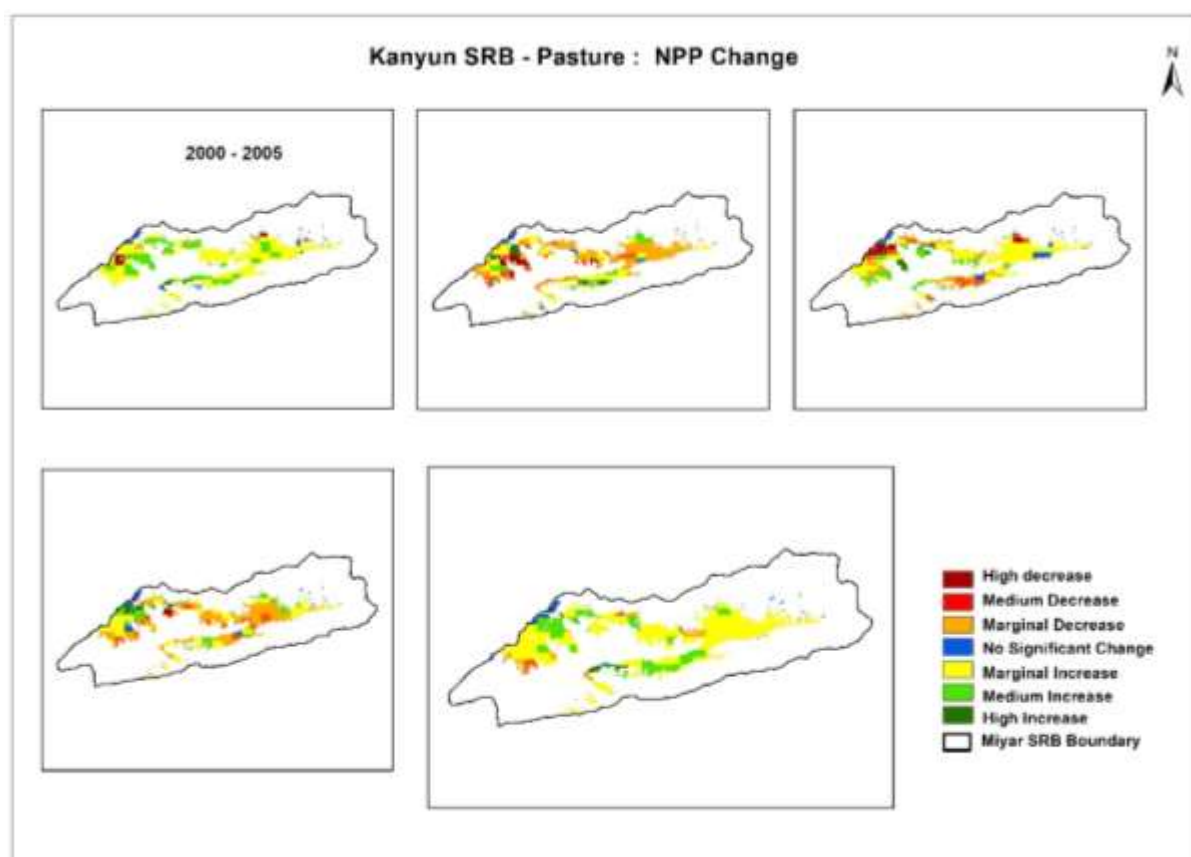 Kanyun SRB - Pasture : NPP Change
N
2000 - 2005
High decrease
Medium Decrease
Marginal Decrease
No Significant Change
Marginal Increase
Medium Increase
High Increase
Miyar SRB Boundary